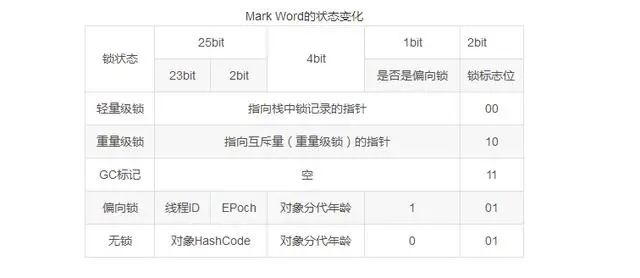 Mark Word的状态变化
锁状态 25bit 4bit 1bit 2bit
23bit 2bit 是否是偏向锁 锁标志位
轻量级锁 指向栈中锁记录的指针 00
重量级锁 指向互斥量（重量级锁）的指针 10
GC标记 空 11
偏向锁 线程ID EPoch 对象分代年龄 1 01
无锁 对象HashCode 对象分代年龄 0 01